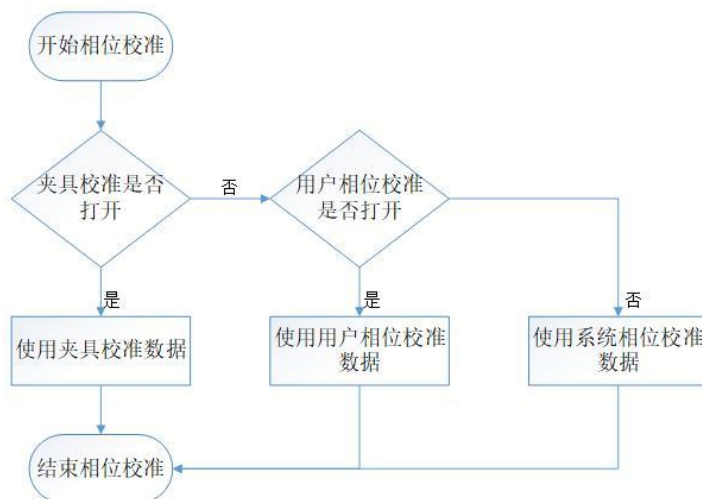 开始相位校准
夹具校准是否
打开
否
用户相位校准
是否打开
是
是
否
使用夹具校准数据
使用用户相位校准
数据
使用系统相位校准
数据
结束相位校准